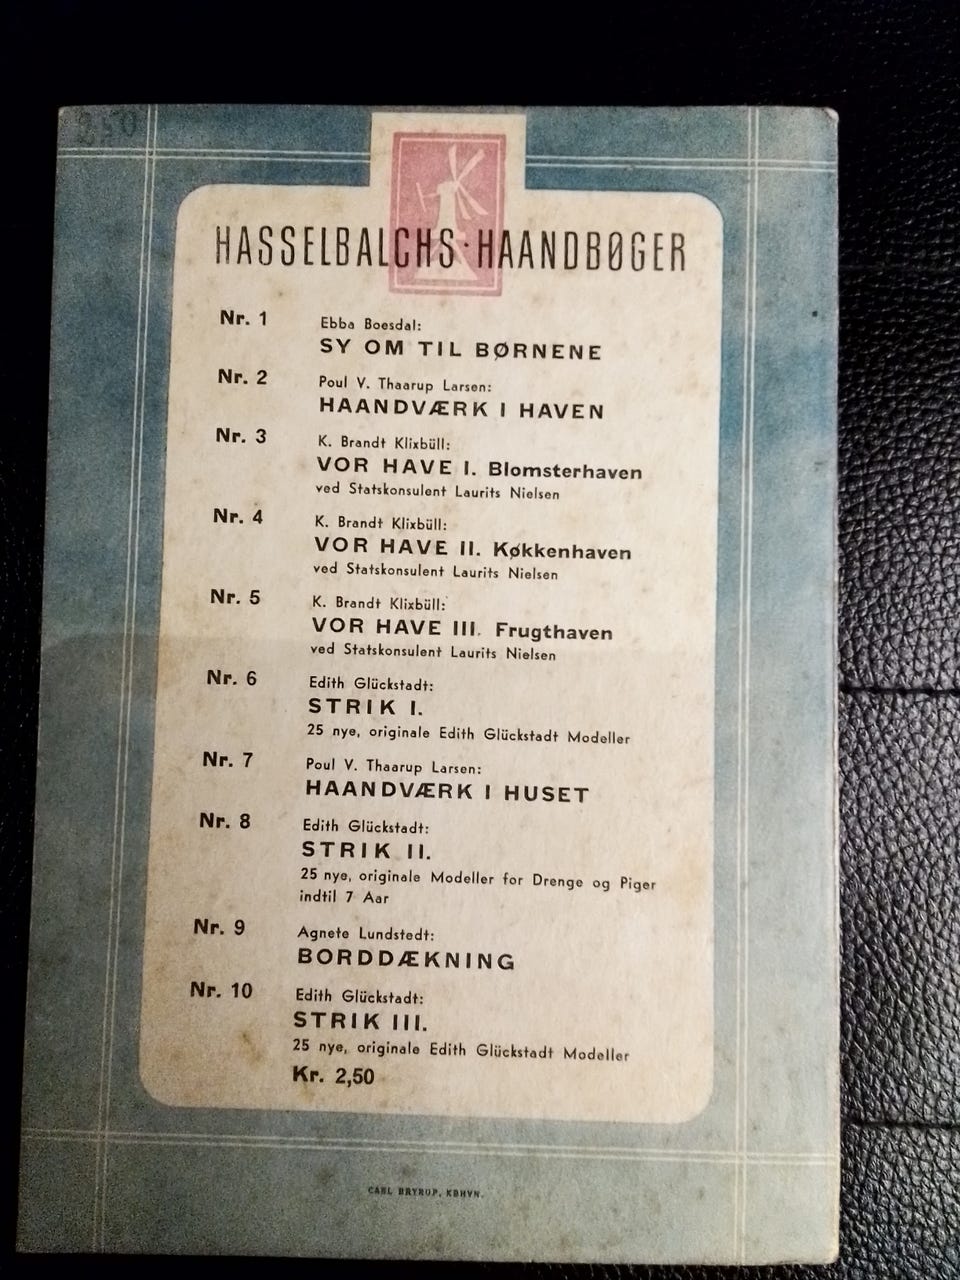 HASSELBALCHS·HAANDBØGER
Nr. 1 Ebba Boesdal:
SY OM TIL BØRNENE
Nr. 2 Poul V. Thaarup Larsen:
HAANDVÆRK I HAVEN
Nr. 3 K. Brandt Klixbüll:
VOR HAVE I. Blomsterhaven
ved Statskonsulent Laurits Nielsen
Nr. 4 K. Brandt Klixbüll:
VOR HAVE II. Køkkenhaven
ved Statskonsulent Laurits Nielsen
Nr. 5 K. Brandt Klixbüll:
VOR HAVE III. Frugthaven
ved Statskonsulent Laurits Nielsen
Nr. 6 Edith Glückstadt:
STRIK I.
25 nye, originale Edith Glückstadt Modeller
Nr. 7 Poul V. Thaarup Larsen:
HAANDVÆRK I HUSET
Nr. 8 Edith Glückstadt:
STRIK II.
25 nye, originale Modeller for Drenge og Piger
indtil 7 Aar
Nr. 9 Agnete Lundstedt:
BORDDÆKNING
Nr. 10 Edith Glückstadt:
STRIK III.
25 nye, originale Edith Glückstadt Modeller
Kr. 2,50
CARL BRYRUP, KBHVN.